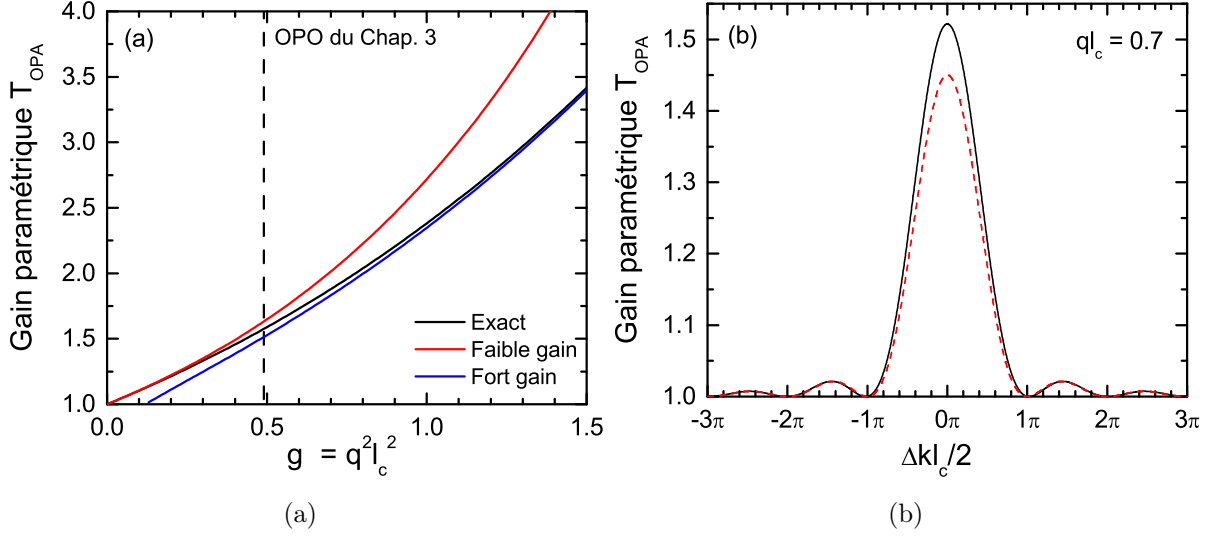 (a)
OPO du Chap. 3
Gain paramétrique T_OPA
4.0
3.5
3.0
2.5
2.0
1.5
1.0
Exact
Faible gain
Fort gain
0.0 0.5 1.0 1.5
g = q²l_c²
(a)
(b)
ql_c = 0.7
Gain paramétrique T_OPA
1.5
1.4
1.3
1.2
1.1
1.0
-3π -2π -1π 0π 1π 2π 3π
Δkl_c/2
(b)